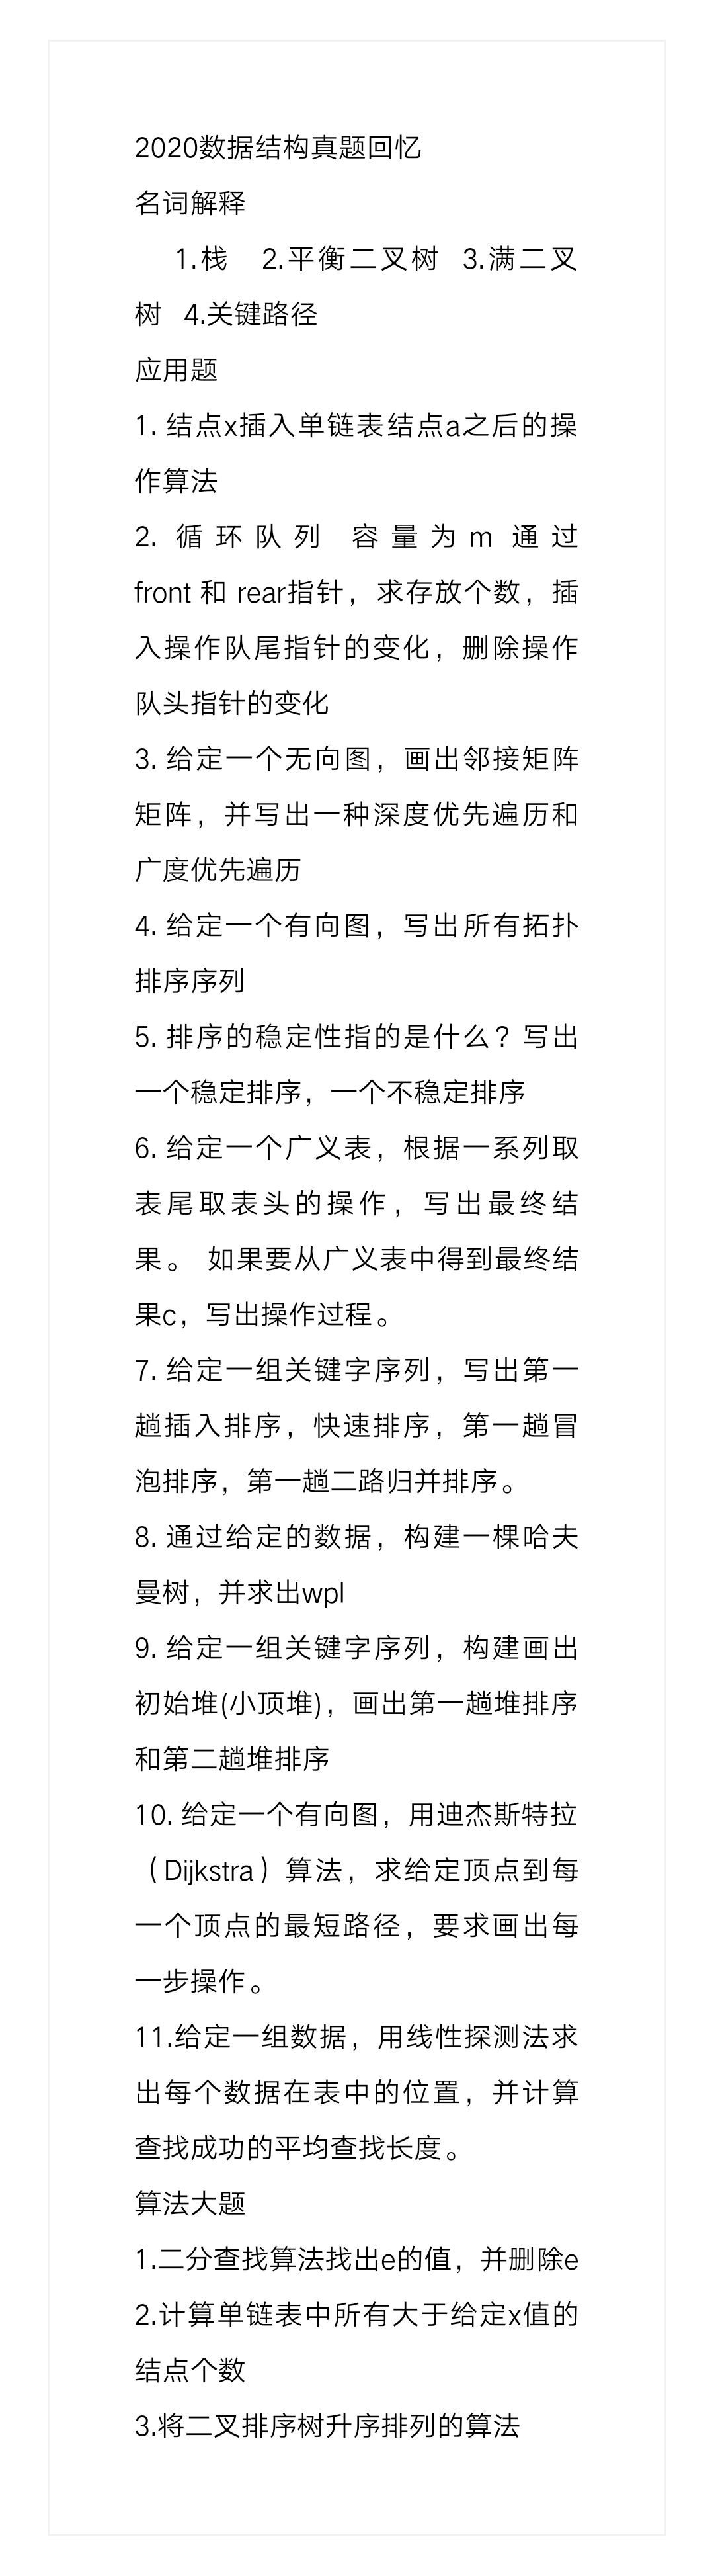 2020数据结构真题回忆
名词解释
1.栈 2.平衡二叉树 3.满二叉
树 4.关键路径
应用题
1. 结点x插入单链表结点a之后的操
作算法
2. 循环队列 容量为m 通过
front 和 rear指针，求存放个数，插
入操作队尾指针的变化，删除操作
队头指针的变化
3. 给定一个无向图，画出邻接矩阵
矩阵，并写出一种深度优先遍历和
广度优先遍历
4. 给定一个有向图，写出所有拓扑
排序序列
5. 排序的稳定性指的是什么？写出
一个稳定排序，一个不稳定排序
6. 给定一个广义表，根据一系列取
表尾取表头的操作，写出最终结
果。 如果要从广义表中得到最终结
果c，写出操作过程。
7. 给定一组关键字序列，写出第一
趟插入排序，快速排序，第一趟冒
泡排序，第一趟二路归并排序。
8. 通过给定的数据，构建一棵哈夫
曼树，并求出wpl
9. 给定一组关键字序列，构建画出
初始堆(小顶堆)，画出第一趟堆排序
和第二趟堆排序
10. 给定一个有向图，用迪杰斯特拉
（Dijkstra）算法，求给定顶点到每
一个顶点的最短路径，要求画出每
一步操作。
11.给定一组数据，用线性探测法求
出每个数据在表中的位置，并计算
查找成功的平均查找长度。
算法大题
1.二分查找算法找出e的值，并删除e
2.计算单链表中所有大于给定x值的
结点个数
3.将二叉排序树升序排列的算法